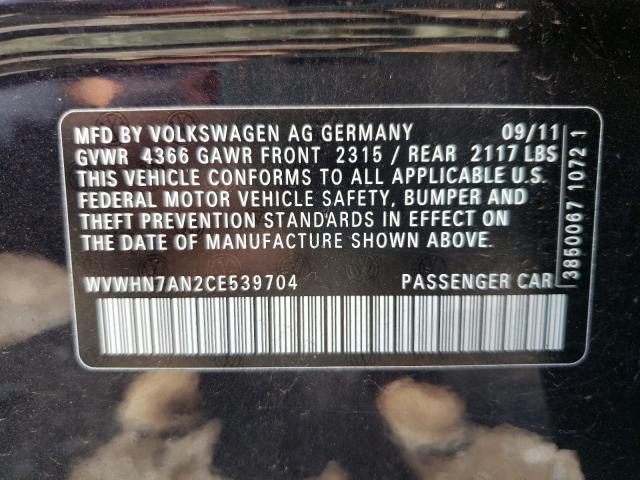 MFD BY VOLKSWAGEN AG GERMANY 09/11
GVWR 4366 GAWR FRONT 2315 / REAR 2117 LBS
THIS VEHICLE CONFORMS TO ALL APPLICABLE U.S.
FEDERAL MOTOR VEHICLE SAFETY, BUMPER AND
THEFT PREVENTION STANDARDS IN EFFECT ON
THE DATE OF MANUFACTURE SHOWN ABOVE.
WVWHN7AN2CE539704 PASSENGER CAR
3850067 1072 1